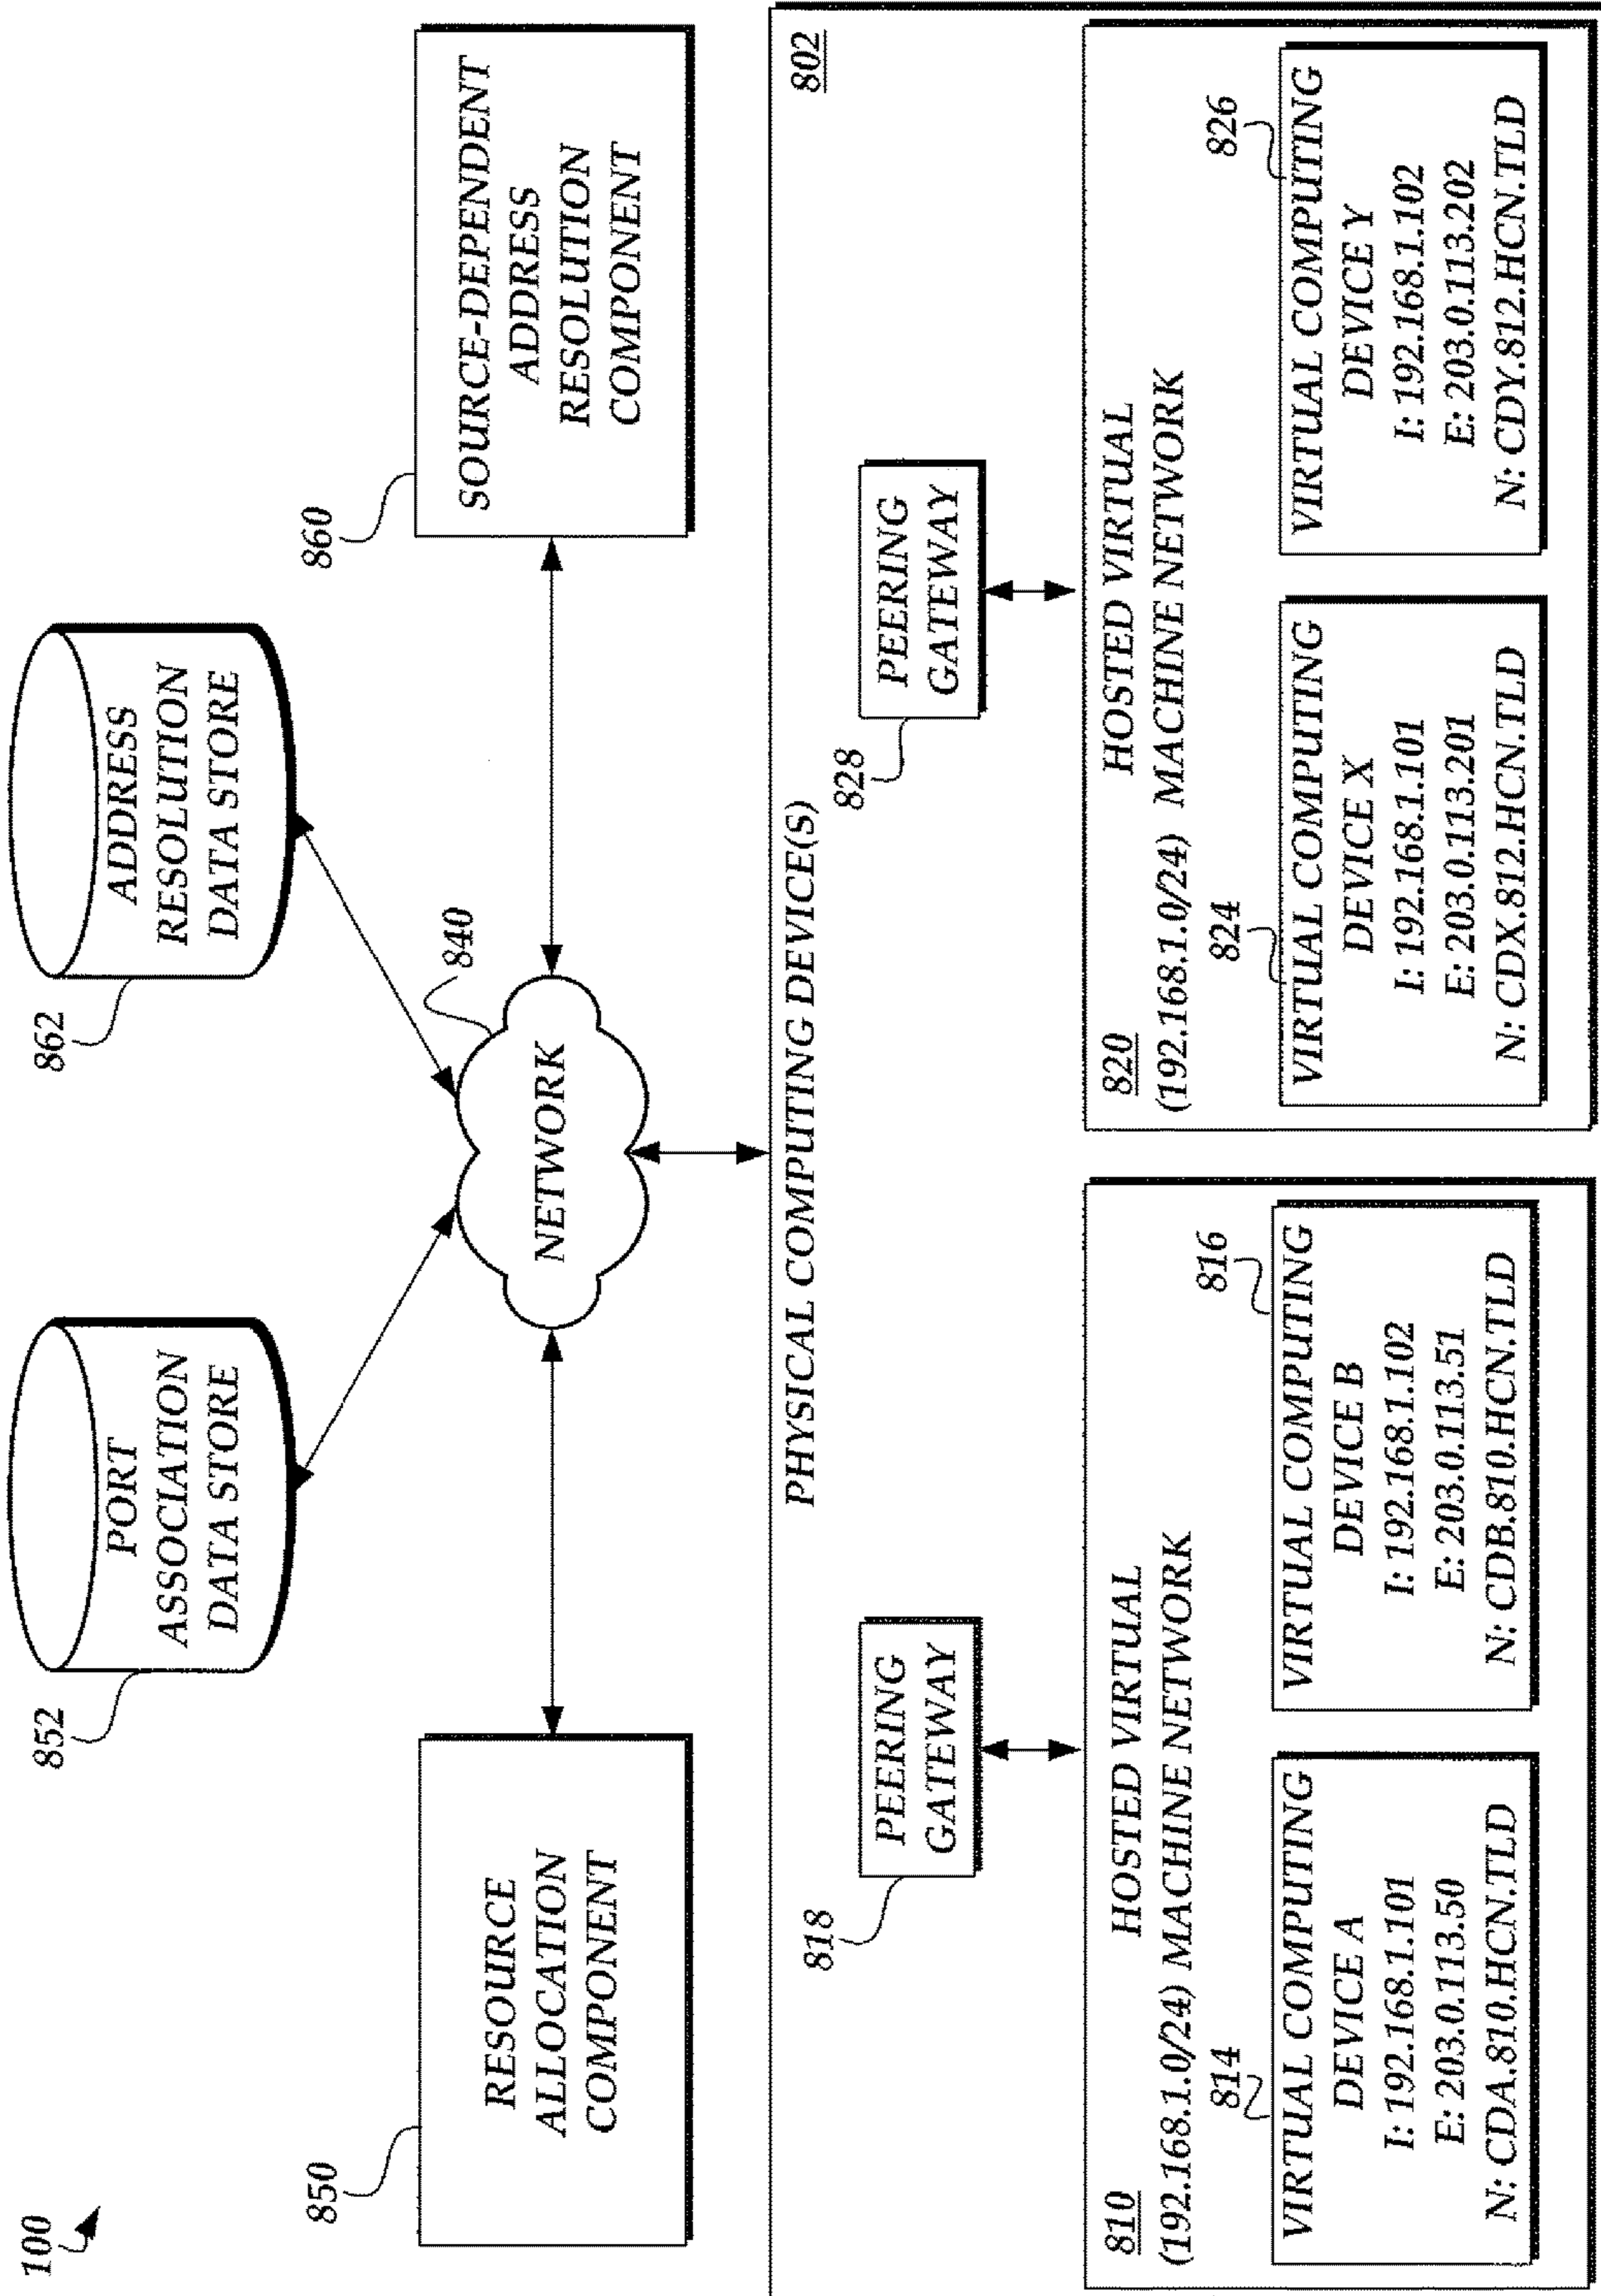 100
852
PORT
ASSOCIATION
DATA STORE
862
ADDRESS
RESOLUTION
DATA STORE
850
RESOURCE
ALLOCATION
COMPONENT
840
NETWORK
860
SOURCE-DEPENDENT
ADDRESS
RESOLUTION
COMPONENT
PHYSICAL COMPUTING DEVICE(S)
802
818
PEERING
GATEWAY
828
PEERING
GATEWAY
810
HOSTED VIRTUAL
(192.168.1.0/24) MACHINE NETWORK
814
VIRTUAL COMPUTING
DEVICE A
I: 192.168.1.101
E: 203.0.113.50
N: CDA.810.HCN.TLD
816
VIRTUAL COMPUTING
DEVICE B
I: 192.168.1.102
E: 203.0.113.51
N: CDB.810.HCN.TLD
820
HOSTED VIRTUAL
(192.168.1.0/24) MACHINE NETWORK
824
VIRTUAL COMPUTING
DEVICE X
I: 192.168.1.101
E: 203.0.113.201
N: CDX.812.HCN.TLD
826
VIRTUAL COMPUTING
DEVICE Y
I: 192.168.1.102
E: 203.0.113.202
N: CDY.812.HCN.TLD